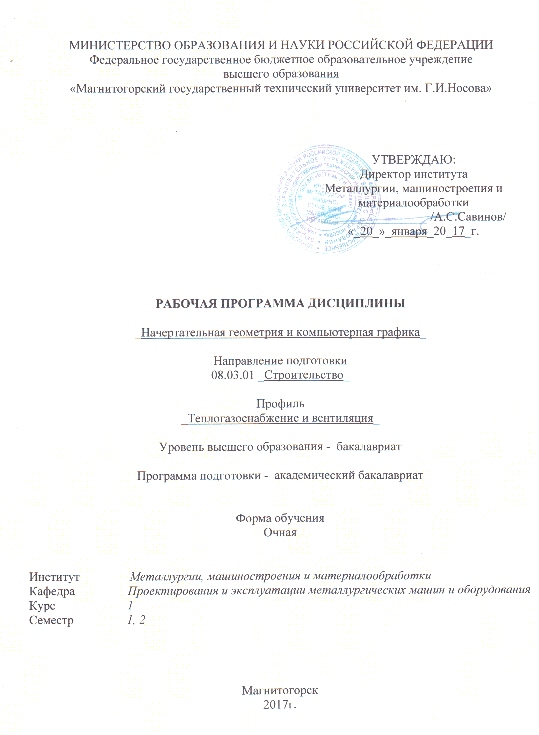 МИНИСТЕРСТВО ОБРАЗОВАНИЯ И НАУКИ РОССИЙСКОЙ ФЕДЕРАЦИИ
Федеральное государственное бюджетное образовательное учреждение
высшего образования
«Магнитогорский государственный технический университет им. Г.И.Носова»
УТВЕРЖДАЮ:
Директор института
Металлургии, машиностроения и
материалообработки
/А.С.Савинов/
«_20_»_января_20_17_г.
РАБОЧАЯ ПРОГРАММА ДИСЦИПЛИНЫ
Начертательная геометрия и компьютерная графика
Направление подготовки
08.03.01 Строительство
Профиль
Теплогазоснабжение и вентиляция
Уровень высшего образования - бакалавриат
Программа подготовки - академический бакалавриат
Форма обучения
Очная
Институт Металлургии, машиностроения и материалообработки
Кафедра Проектирования и эксплуатации металлургических машин и оборудования
Курс 1
Семестр 1, 2
Магнитогорск
2017г.